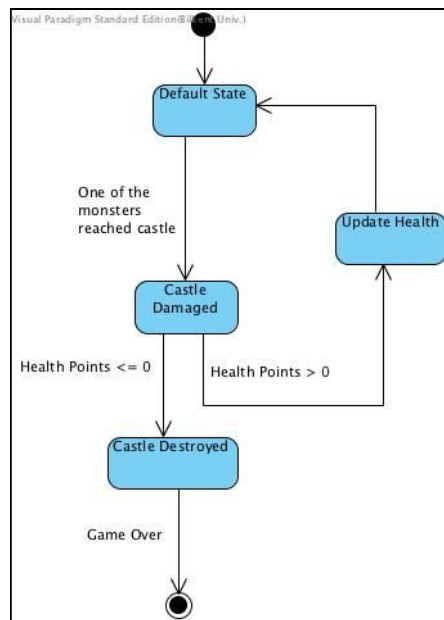 Visual Paradigm Standard Edition(Bilkent Univ.)
Default State
One of the
monsters
reached castle
Update Health
Castle
Damaged
Health Points <= 0
Health Points > 0
Castle Destroyed
Game Over